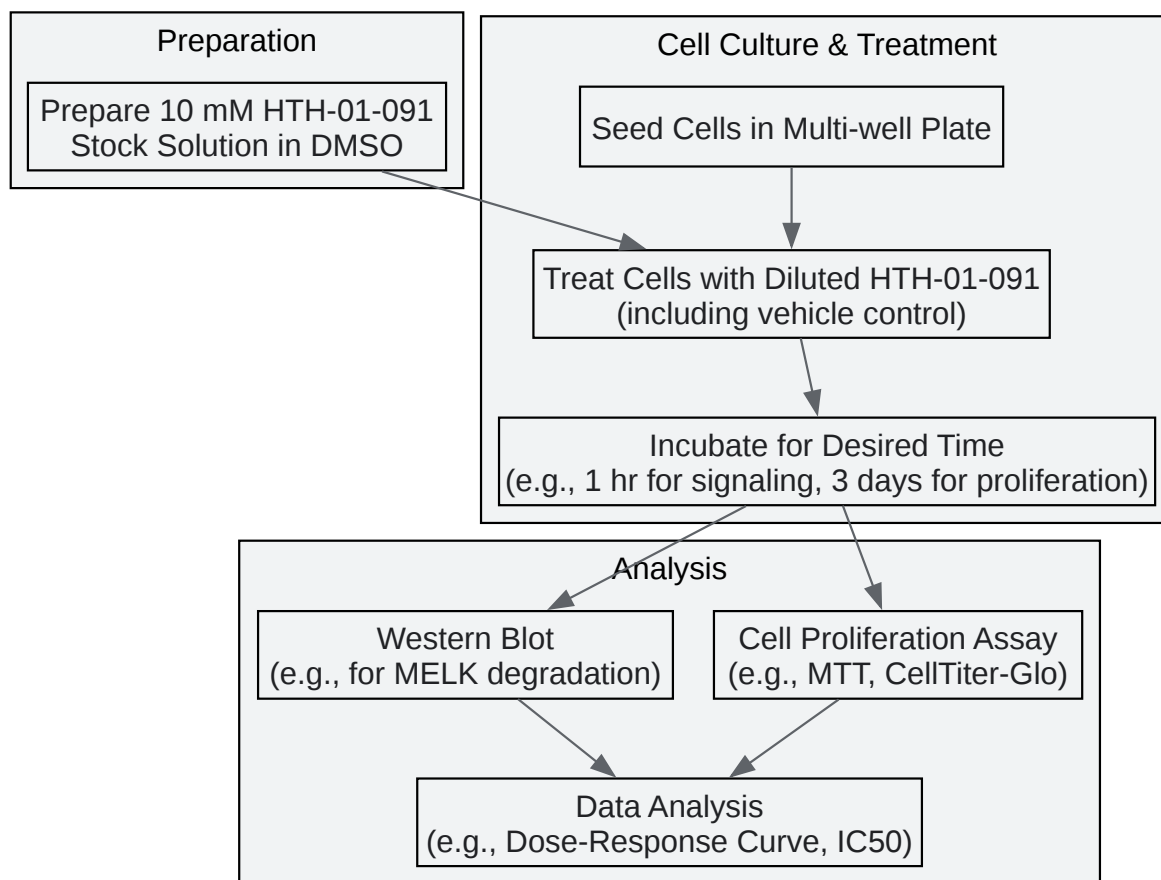 Preparation
Prepare 10 mM HTH-01-091
Stock Solution in DMSO
Cell Culture & Treatment
Seed Cells in Multi-well Plate
Treat Cells with Diluted HTH-01-091
(including vehicle control)
Incubate for Desired Time
(e.g., 1 hr for signaling, 3 days for proliferation)
Analysis
Western Blot
(e.g., for MELK degradation)
Cell Proliferation Assay
(e.g., MTT, CellTiter-Glo)
Data Analysis
(e.g., Dose-Response Curve, IC50)